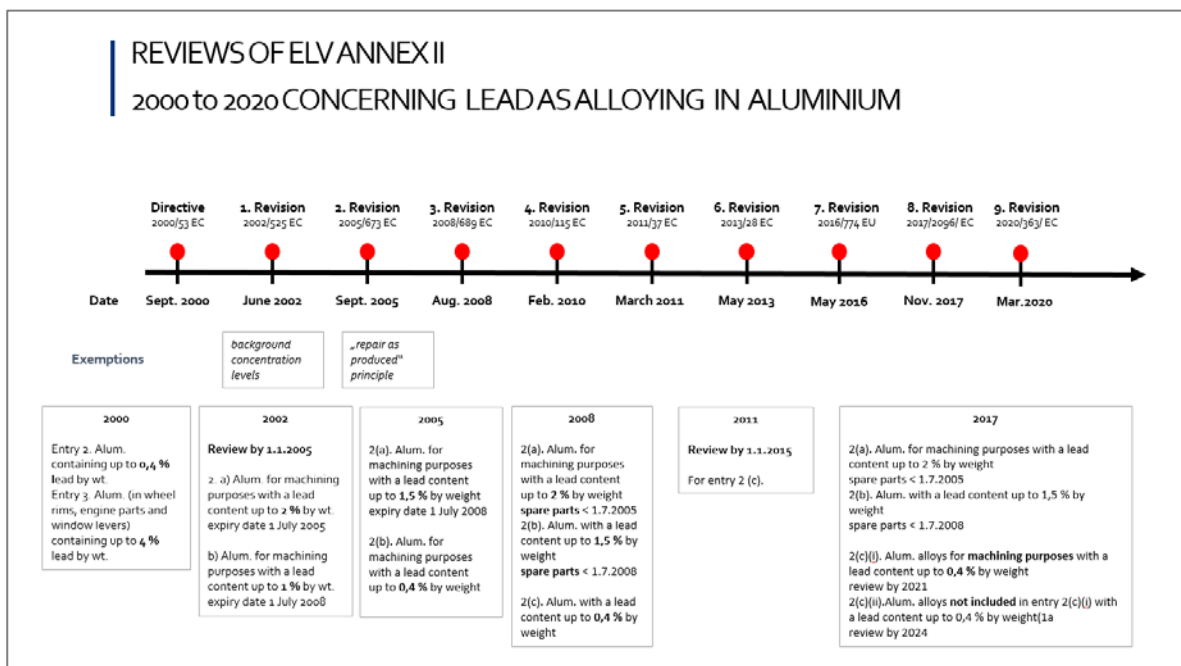 REVIEWS OF ELV ANNEX II
2000 to 2020 CONCERNING LEAD AS ALLOYING IN ALUMINIUM
Directive
2000/53 EC
1. Revision
2002/525 EC
2. Revision
2005/673 EC
3. Revision
2008/689 EC
4. Revision
2010/115 EC
5. Revision
2011/37 EC
6. Revision
2013/28 EC
7. Revision
2016/774 EU
8. Revision
2017/2096/ EC
9. Revision
2020/363/ EC
Date
Sept. 2000
June 2002
Sept. 2005
Aug. 2008
Feb. 2010
March 2011
May 2013
May 2016
Nov. 2017
Mar.2020
Exemptions
background
concentration
levels
„repair as
produced“
principle
2000
Entry 2. Alum.
containing up to 0,4 %
lead by wt.
Entry 3. Alum. (in wheel
rims, engine parts and
window levers)
containing up to 4 %
lead by wt.
2002
Review by 1.1.2005
2. a) Alum. for machining
purposes with a lead
content up to 2 % by wt.
expiry date 1 July 2005
b) Alum. for machining
purposes with a lead
content up to 1 % by wt.
expiry date 1 July 2008
2005
2(a). Alum. for
machining purposes
with a lead content
up to 1,5 % by weight
expiry date 1 July 2008
2(b). Alum. for
machining purposes
with a lead content
up to 0,4 % by weight
2008
2(a). Alum. for
machining purposes
with a lead content
up to 2 % by weight
spare parts < 1.7.2005
2(b). Alum. with a lead
content up to 1,5 % by
weight
spare parts < 1.7.2008
2(c). Alum. with a lead
content up to 0,4 % by
weight
2011
Review by 1.1.2015
For entry 2 (c).
2017
2(a). Alum. for machining purposes with a lead
content up to 2 % by weight
spare parts < 1.7.2005
2(b). Alum. with a lead content up to 1,5 % by
weight
spare parts < 1.7.2008
2(c)(i). Alum. alloys for machining purposes with a
lead content up to 0,4 % by weight
review by 2021
2(c)(ii).Alum. alloys not included in entry 2(c)(i) with
a lead content up to 0,4 % by weight(1a
review by 2024